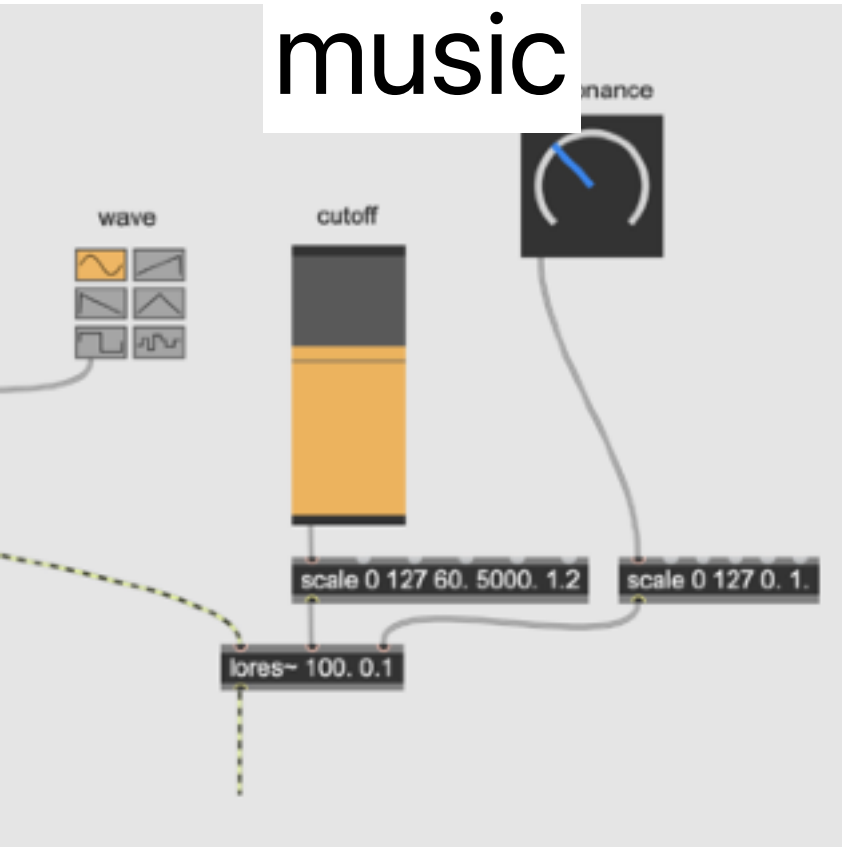 music
wave
cutoff
scale 0 127 60. 5000. 1.2
scale 0 127 0. 1.
lores~ 100. 0.1